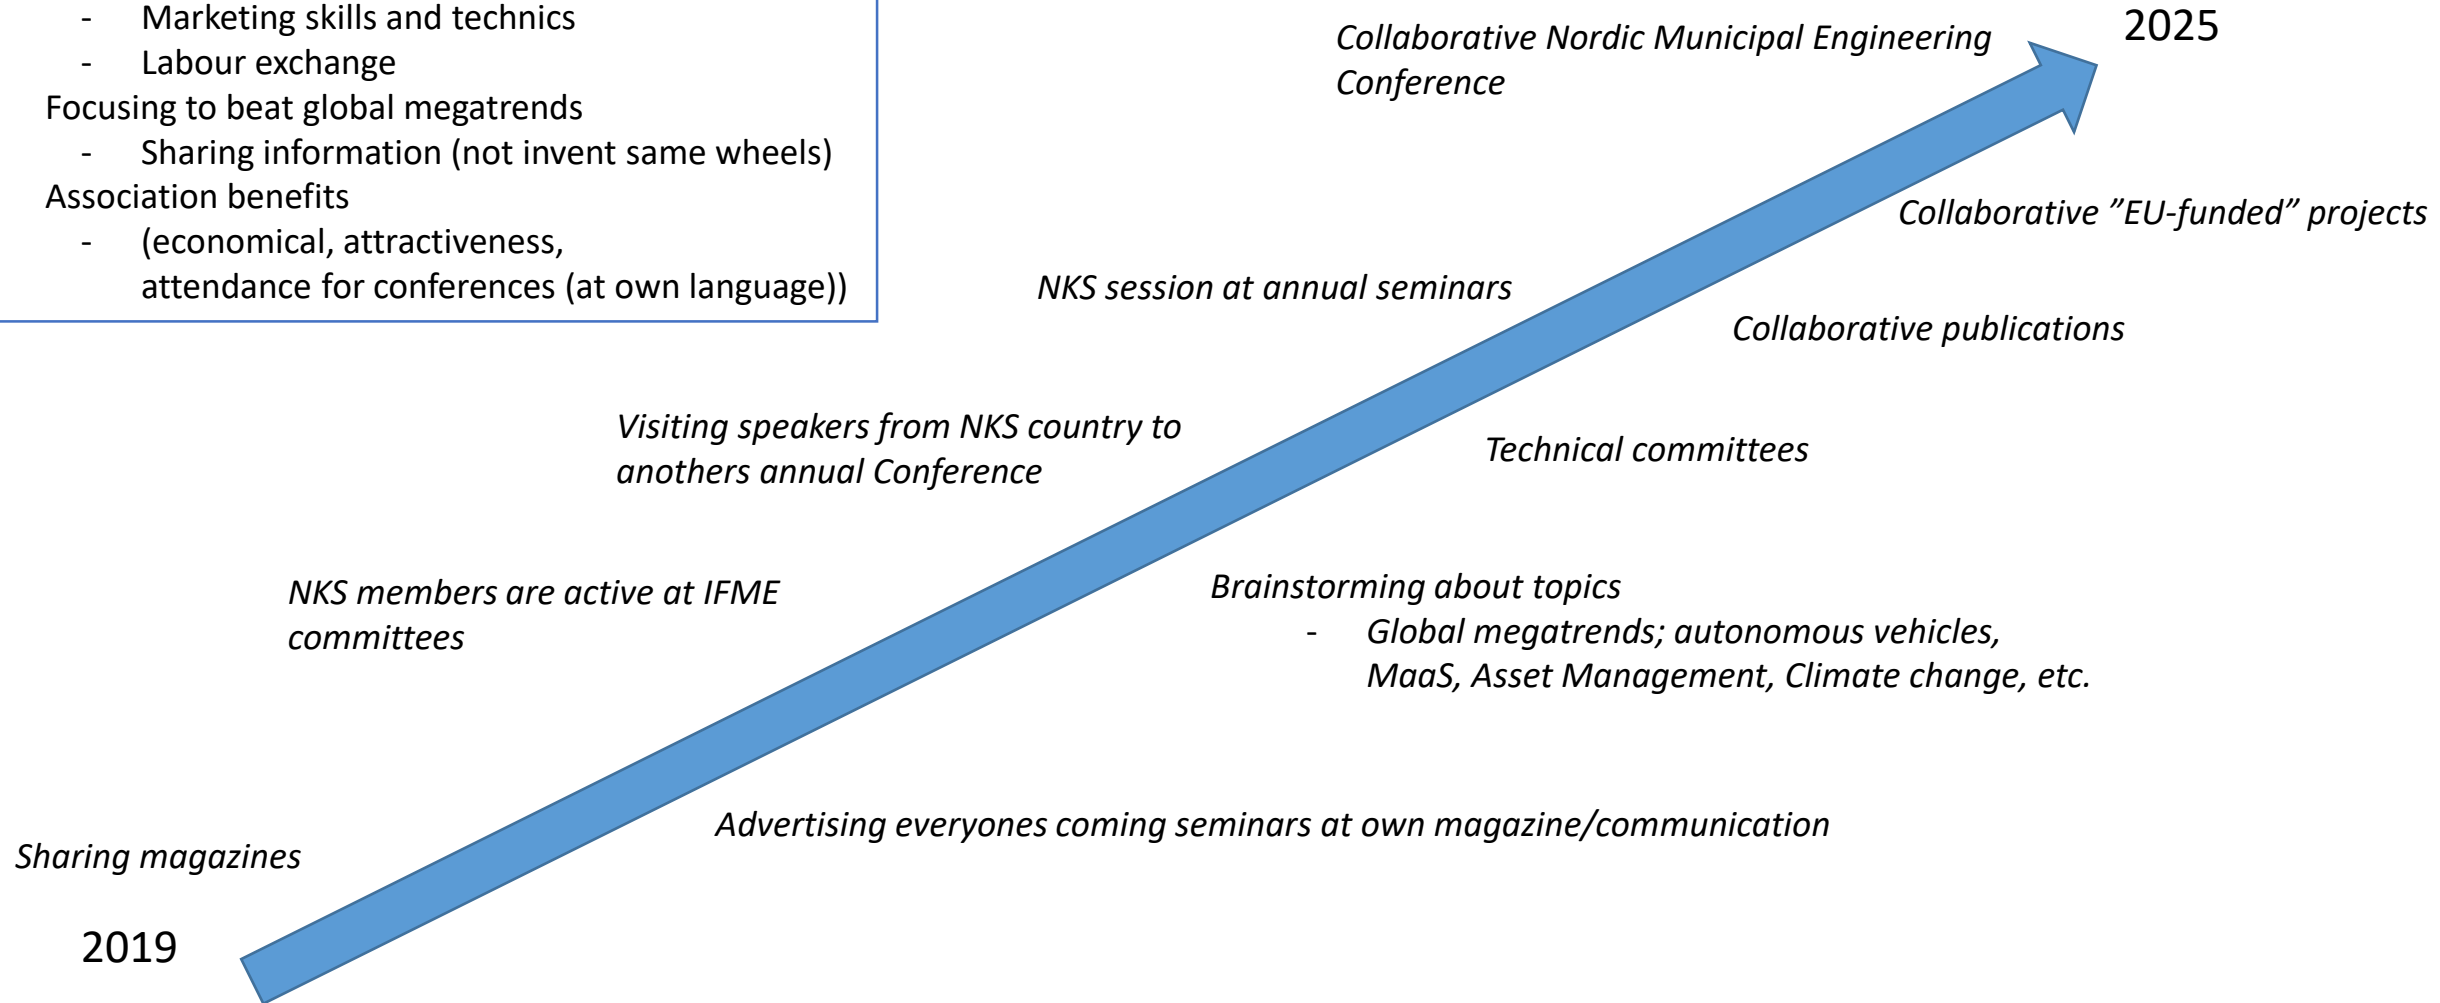 - Marketing skills and technics
- Labour exchange
Focusing to beat global megatrends
- Sharing information (not invent same wheels)
Association benefits
- (economical, attractiveness,
attendance for conferences (at own language))
2025
Collaborative Nordic Municipal Engineering
Conference
Collaborative ”EU-funded” projects
NKS session at annual seminars
Collaborative publications
Visiting speakers from NKS country to
anothers annual Conference
Technical committees
NKS members are active at IFME
committees
Brainstorming about topics
- Global megatrends; autonomous vehicles,
MaaS, Asset Management, Climate change, etc.
Advertising everyones coming seminars at own magazine/communication
Sharing magazines
2019